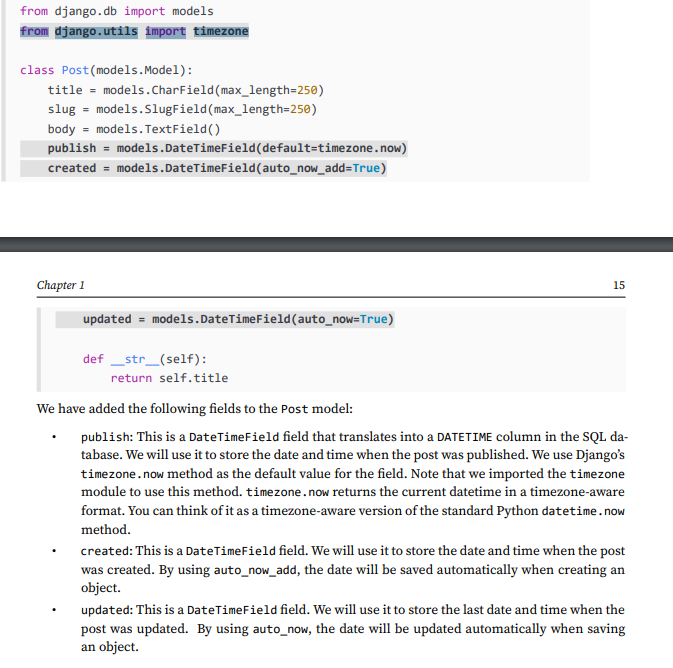 from django.db import models
from django.utils import timezone
class Post(models.Model):
    title = models.CharField(max_length=250)
    slug = models.SlugField(max_length=250)
    body = models.TextField()
    publish = models.DateTimeField(default=timezone.now)
    created = models.DateTimeField(auto_now_add=True)
Chapter 1 15
    updated = models.DateTimeField(auto_now=True)
    def __str__(self):
        return self.title
We have added the following fields to the Post model:
• publish: This is a DateTimeField field that translates into a DATETIME column in the SQL da-
tabase. We will use it to store the date and time when the post was published. We use Django’s
timezone.now method as the default value for the field. Note that we imported the timezone
module to use this method. timezone.now returns the current datetime in a timezone-aware
format. You can think of it as a timezone-aware version of the standard Python datetime.now
method.
• created: This is a DateTimeField field. We will use it to store the date and time when the post
was created. By using auto_now_add, the date will be saved automatically when creating an
object.
• updated: This is a DateTimeField field. We will use it to store the last date and time when the
post was updated. By using auto_now, the date will be updated automatically when saving
an object.